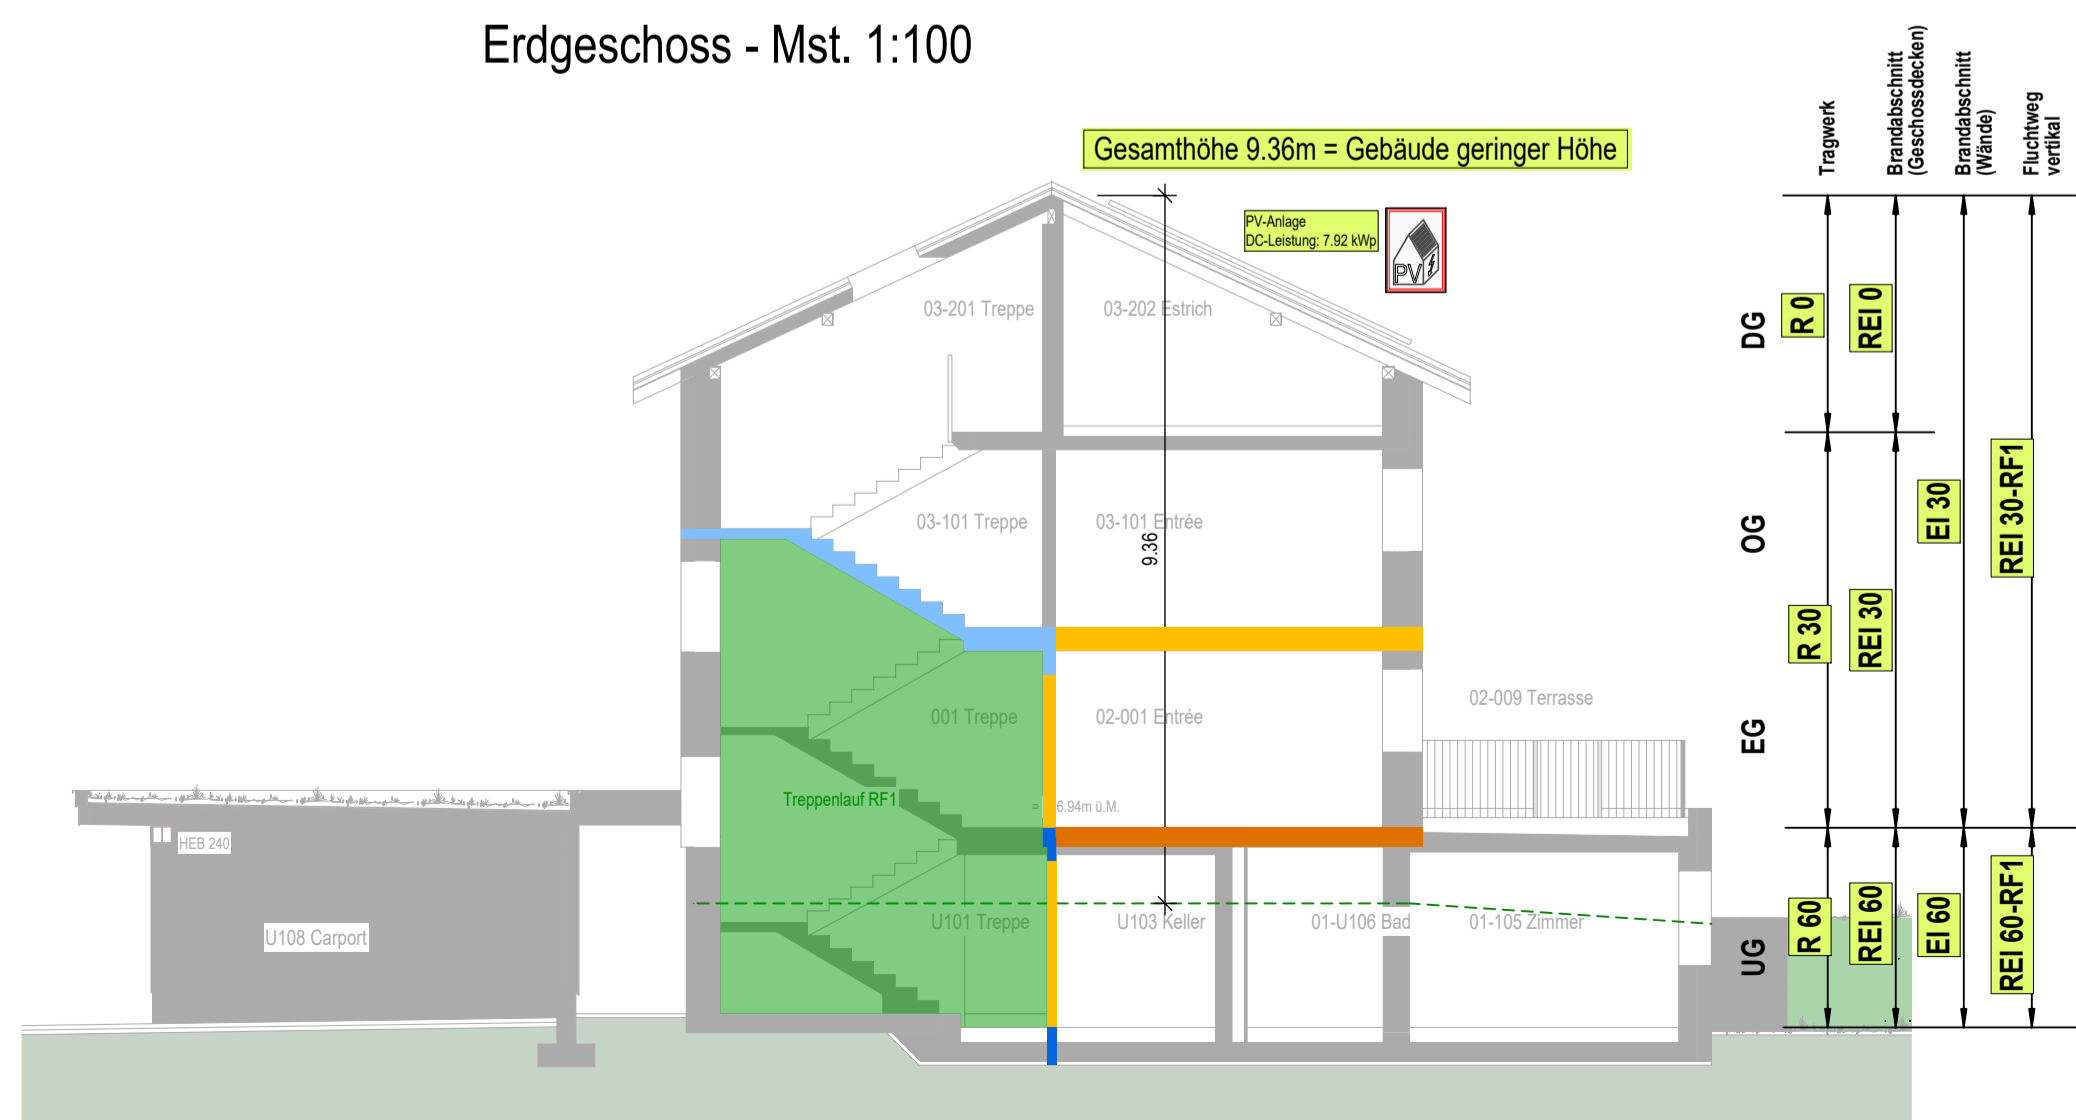 Erdgeschoss - Mst. 1:100
Tragwerk
Brandabschnitt
(Geschossdecken)
Brandabschnitt
(Wände)
Fluchtweg
vertikal
Gesamthöhe 9.36m = Gebäude geringer Höhe
PV-Anlage
DC-Leistung: 7.92 kWp
PV
03-201 Treppe
03-202 Estrich
DG
R 0
REI 0
03-101 Treppe
03-101 Entrée
9.36
OG
EI 30
REI 30-RF1
R 30
REI 30
001 Treppe
02-001 Entrée
02-009 Terrasse
EG
Treppenlauf RF1
= 6.94m ü.M.
HEB 240
U108 Carport
U101 Treppe
U103 Keller
01-U106 Bad
01-105 Zimmer
UG
R 60
REI 60
EI 60
REI 60-RF1